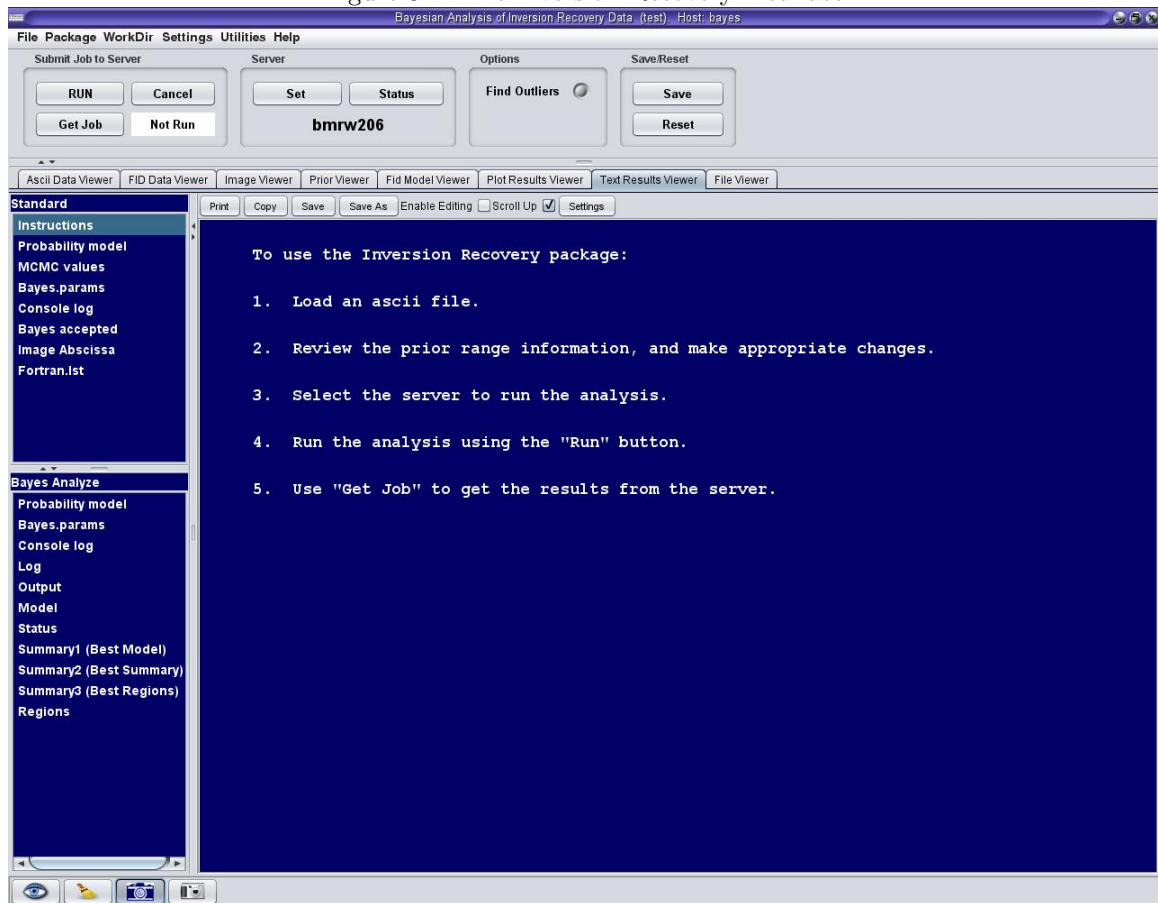 Bayesian Analysis of Inversion Recovery Data (test). Host: bayes
File Package WorkDir Settings Utilities Help
Submit Job to Server
Server
Options
Save/Reset
RUN Cancel
Set Status
Find Outliers
Save
Get Job Not Run
bmrw206
Reset
Ascii Data Viewer FID Data Viewer Image Viewer Prior Viewer Fid Model Viewer Plot Results Viewer Text Results Viewer File Viewer
Standard
Print Copy Save Save As Enable Editing Scroll Up Settings
Instructions
Probability model
MCMC values
Bayes.params
Console log
Bayes accepted
Image Abscissa
Fortran.lst
To use the Inversion Recovery package:
1. Load an ascii file.
2. Review the prior range information, and make appropriate changes.
3. Select the server to run the analysis.
4. Run the analysis using the "Run" button.
5. Use "Get Job" to get the results from the server.
Bayes Analyze
Probability model
Bayes.params
Console log
Log
Output
Model
Status
Summary1 (Best Model)
Summary2 (Best Summary)
Summary3 (Best Regions)
Regions